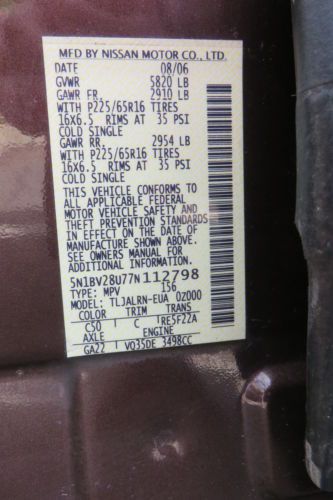 MFD BY NISSAN MOTOR CO., LTD.
DATE 08/06
GVWR 5820 LB
GAWR FR. 2910 LB
WITH P225/65R16 TIRES
16X6.5 RIMS AT 35 PSI
COLD SINGLE
GAWR RR. 2954 LB
WITH P225/65R16 TIRES
16X6.5 RIMS AT 35 PSI
COLD SINGLE
THIS VEHICLE CONFORMS TO
ALL APPLICABLE FEDERAL
MOTOR VEHICLE SAFETY AND
THEFT PREVENTION STANDARDS
IN EFFECT ON THE DATE OF
MANUFACTURE SHOWN ABOVE.
SEE OWNERS MANUAL FOR
ADDITIONAL INFORMATION.
5N1BV28U77N112798
TYPE: MPV 156
MODEL: TLJALRN-EUA 0Z000
COLOR TRIM TRANS
C50 C RE5F22A
AXLE ENGINE
GA22 VQ35DE 3498CC